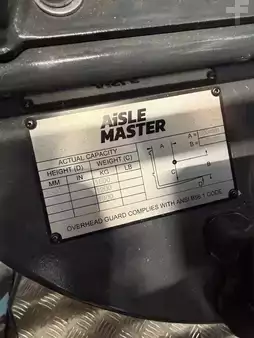 AiSLE
MASTER
ACTUAL CAPACITY
HEIGHT (D) WEIGHT (G)
MM IN KG LB
A
A =
B =
B
C
D
OVERHEAD GUARD COMPLIES WITH ANSI B56.1 CODE